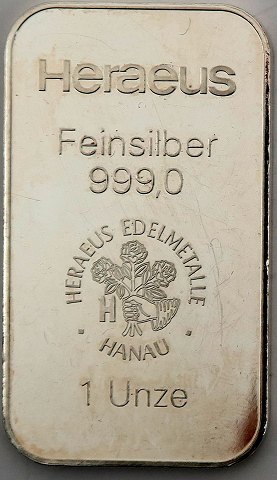 Heraeus
Feinsilber
999,0
HERAEUS EDELMETALLE
H
· HANAU ·
1 Unze